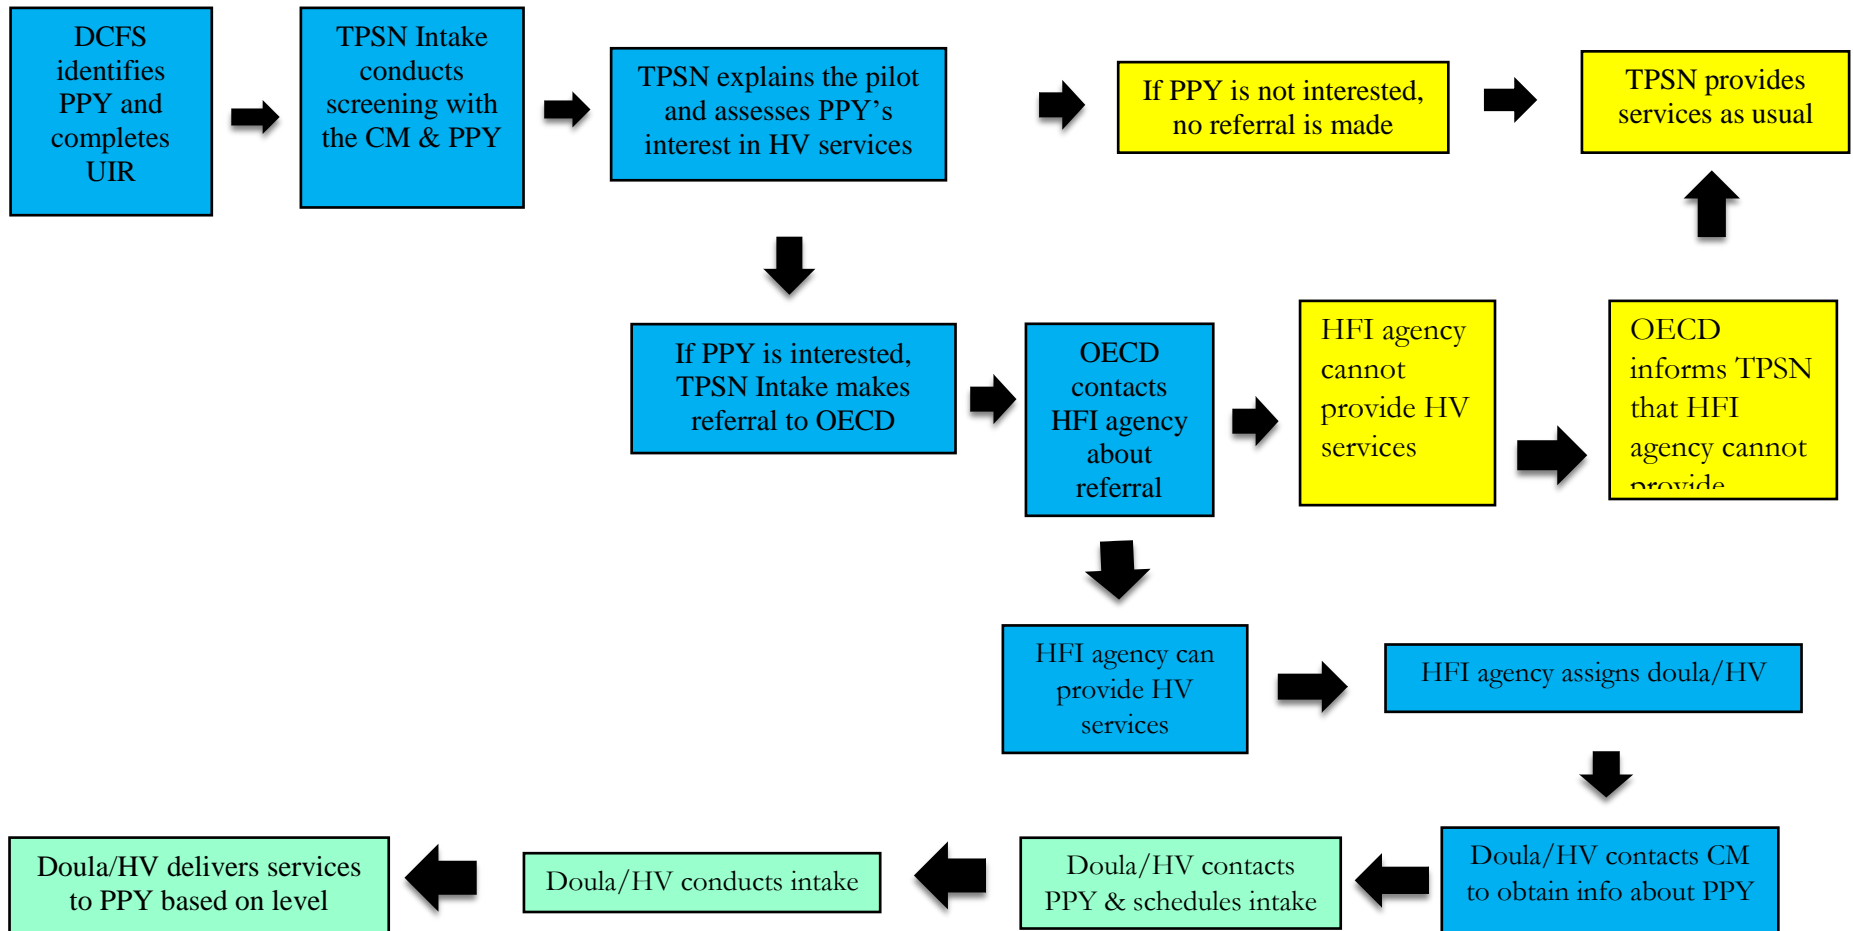 DCFS
identifies
PPY and
completes
UIR
TPSN Intake
conducts
screening with
the CM & PPY
TPSN explains the pilot
and assesses PPY’s
interest in HV services
If PPY is not interested,
no referral is made
TPSN provides
services as usual
If PPY is interested,
TPSN Intake makes
referral to OECD
OECD
contacts
HFI agency
about
referral
HFI agency
cannot
provide HV
services
OECD
informs TPSN
that HFI
agency cannot
provide
HFI agency can
provide HV
services
HFI agency assigns doula/HV
Doula/HV contacts CM
to obtain info about PPY
Doula/HV contacts
PPY & schedules intake
Doula/HV conducts intake
Doula/HV delivers services
to PPY based on level